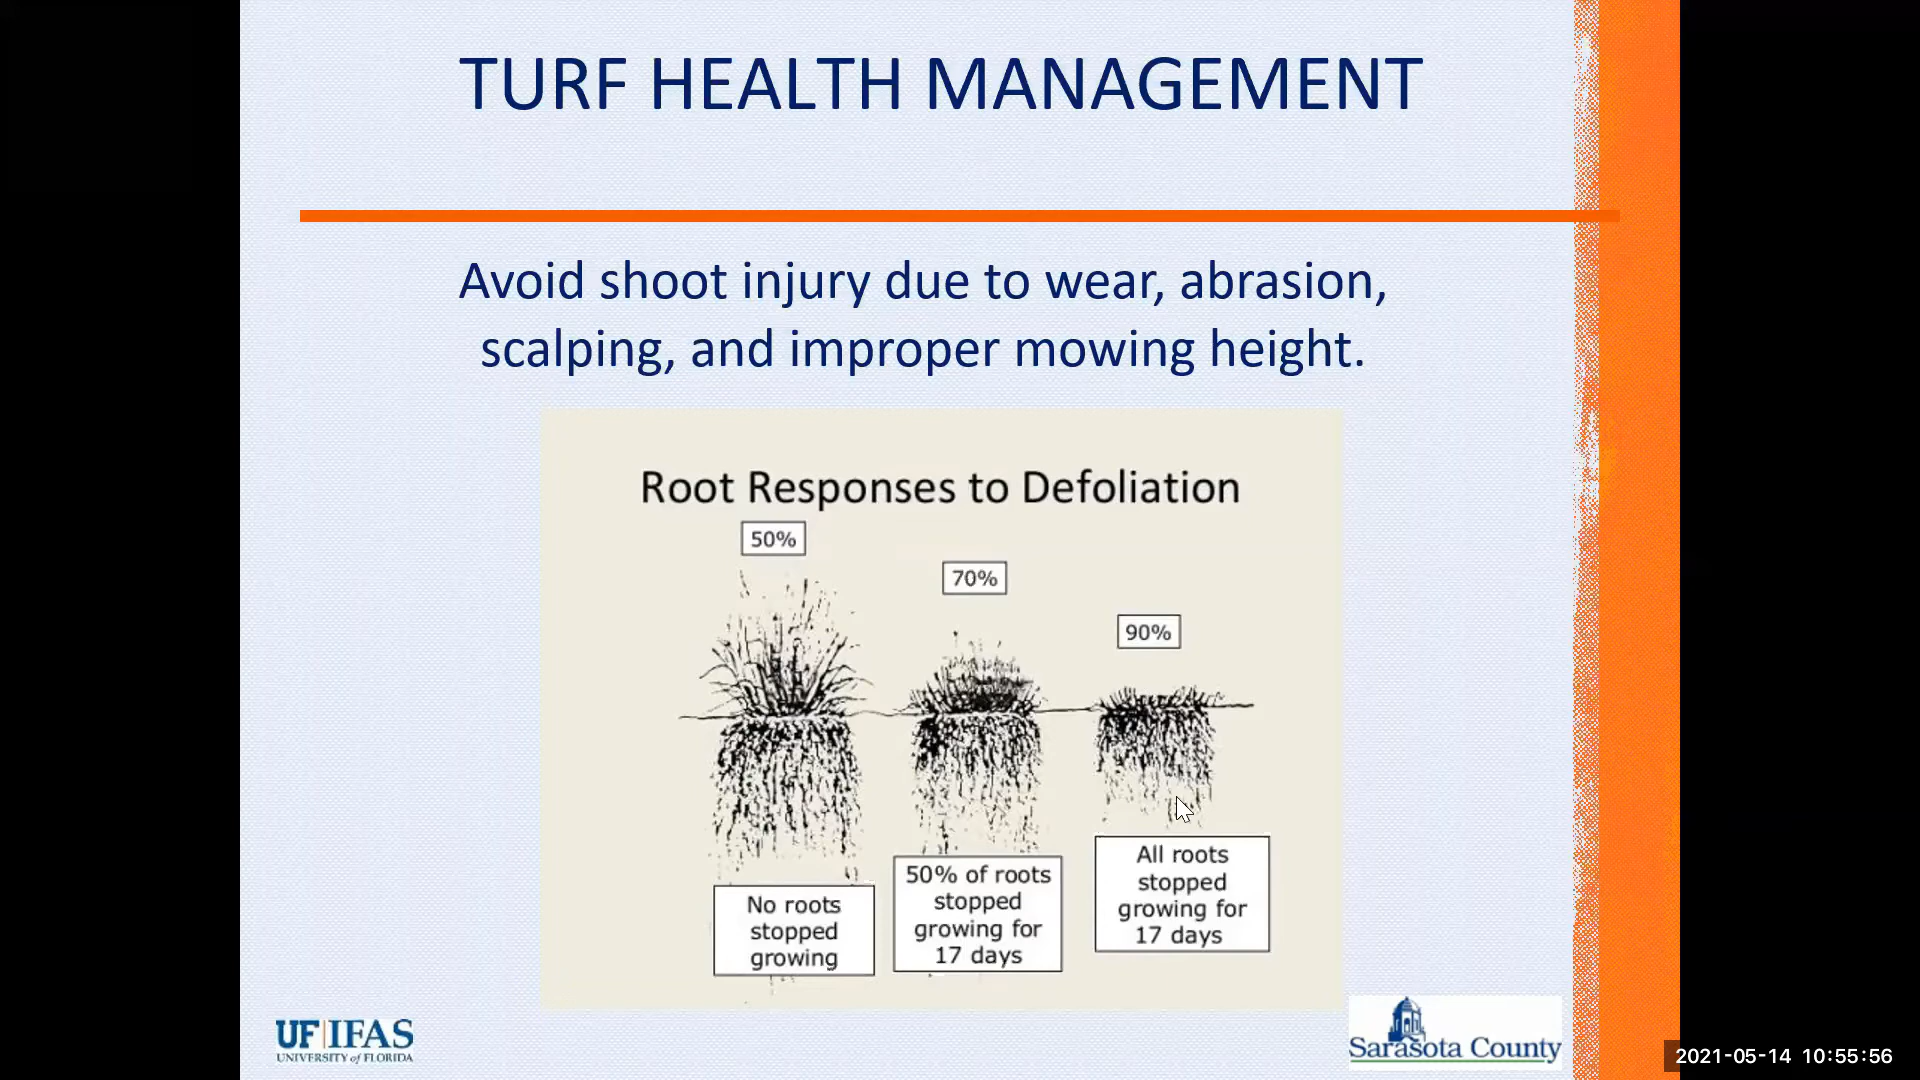 TURF HEALTH MANAGEMENT
Avoid shoot injury due to wear, abrasion,
scalping, and improper mowing height.
Root Responses to Defoliation
50%
70%
90%
No roots
stopped
growing
50% of roots
stopped
growing for
17 days
All roots
stopped
growing for
17 days
UF|IFAS
UNIVERSITY of FLORIDA
Sarasota County
2021-05-14 10:55:56